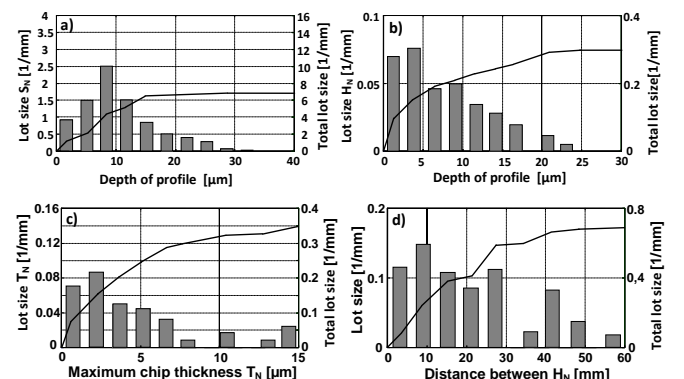 a)
Lot size S_N [1/mm]
4
3.5
3
2.5
2
1.5
1
0.5
0
16
14
12
10
8
6
4
2
0
Total lot size [1/mm]
0 10 20 30 40
Depth of profile [µm]
b)
Lot size H_N [1/mm]
0.1
0.05
0
0.4
0.2
0
Total lot size[1/mm]
0 5 10 15 20 25 30
Depth of profile [µm]
c)
Lot size T_N [1/mm]
0.16
0.12
0.08
0.04
0
0.4
0.3
0.2
0.1
0
Total lot size [1/mm]
0 5 10 15
Maximum chip thickness T_N [µm]
d)
Lot size [1/mm]
0.2
0.1
0
0.8
0.4
0
Total lot size [1/mm]
0 10 20 30 40 50 60
Distance between H_N [mm]